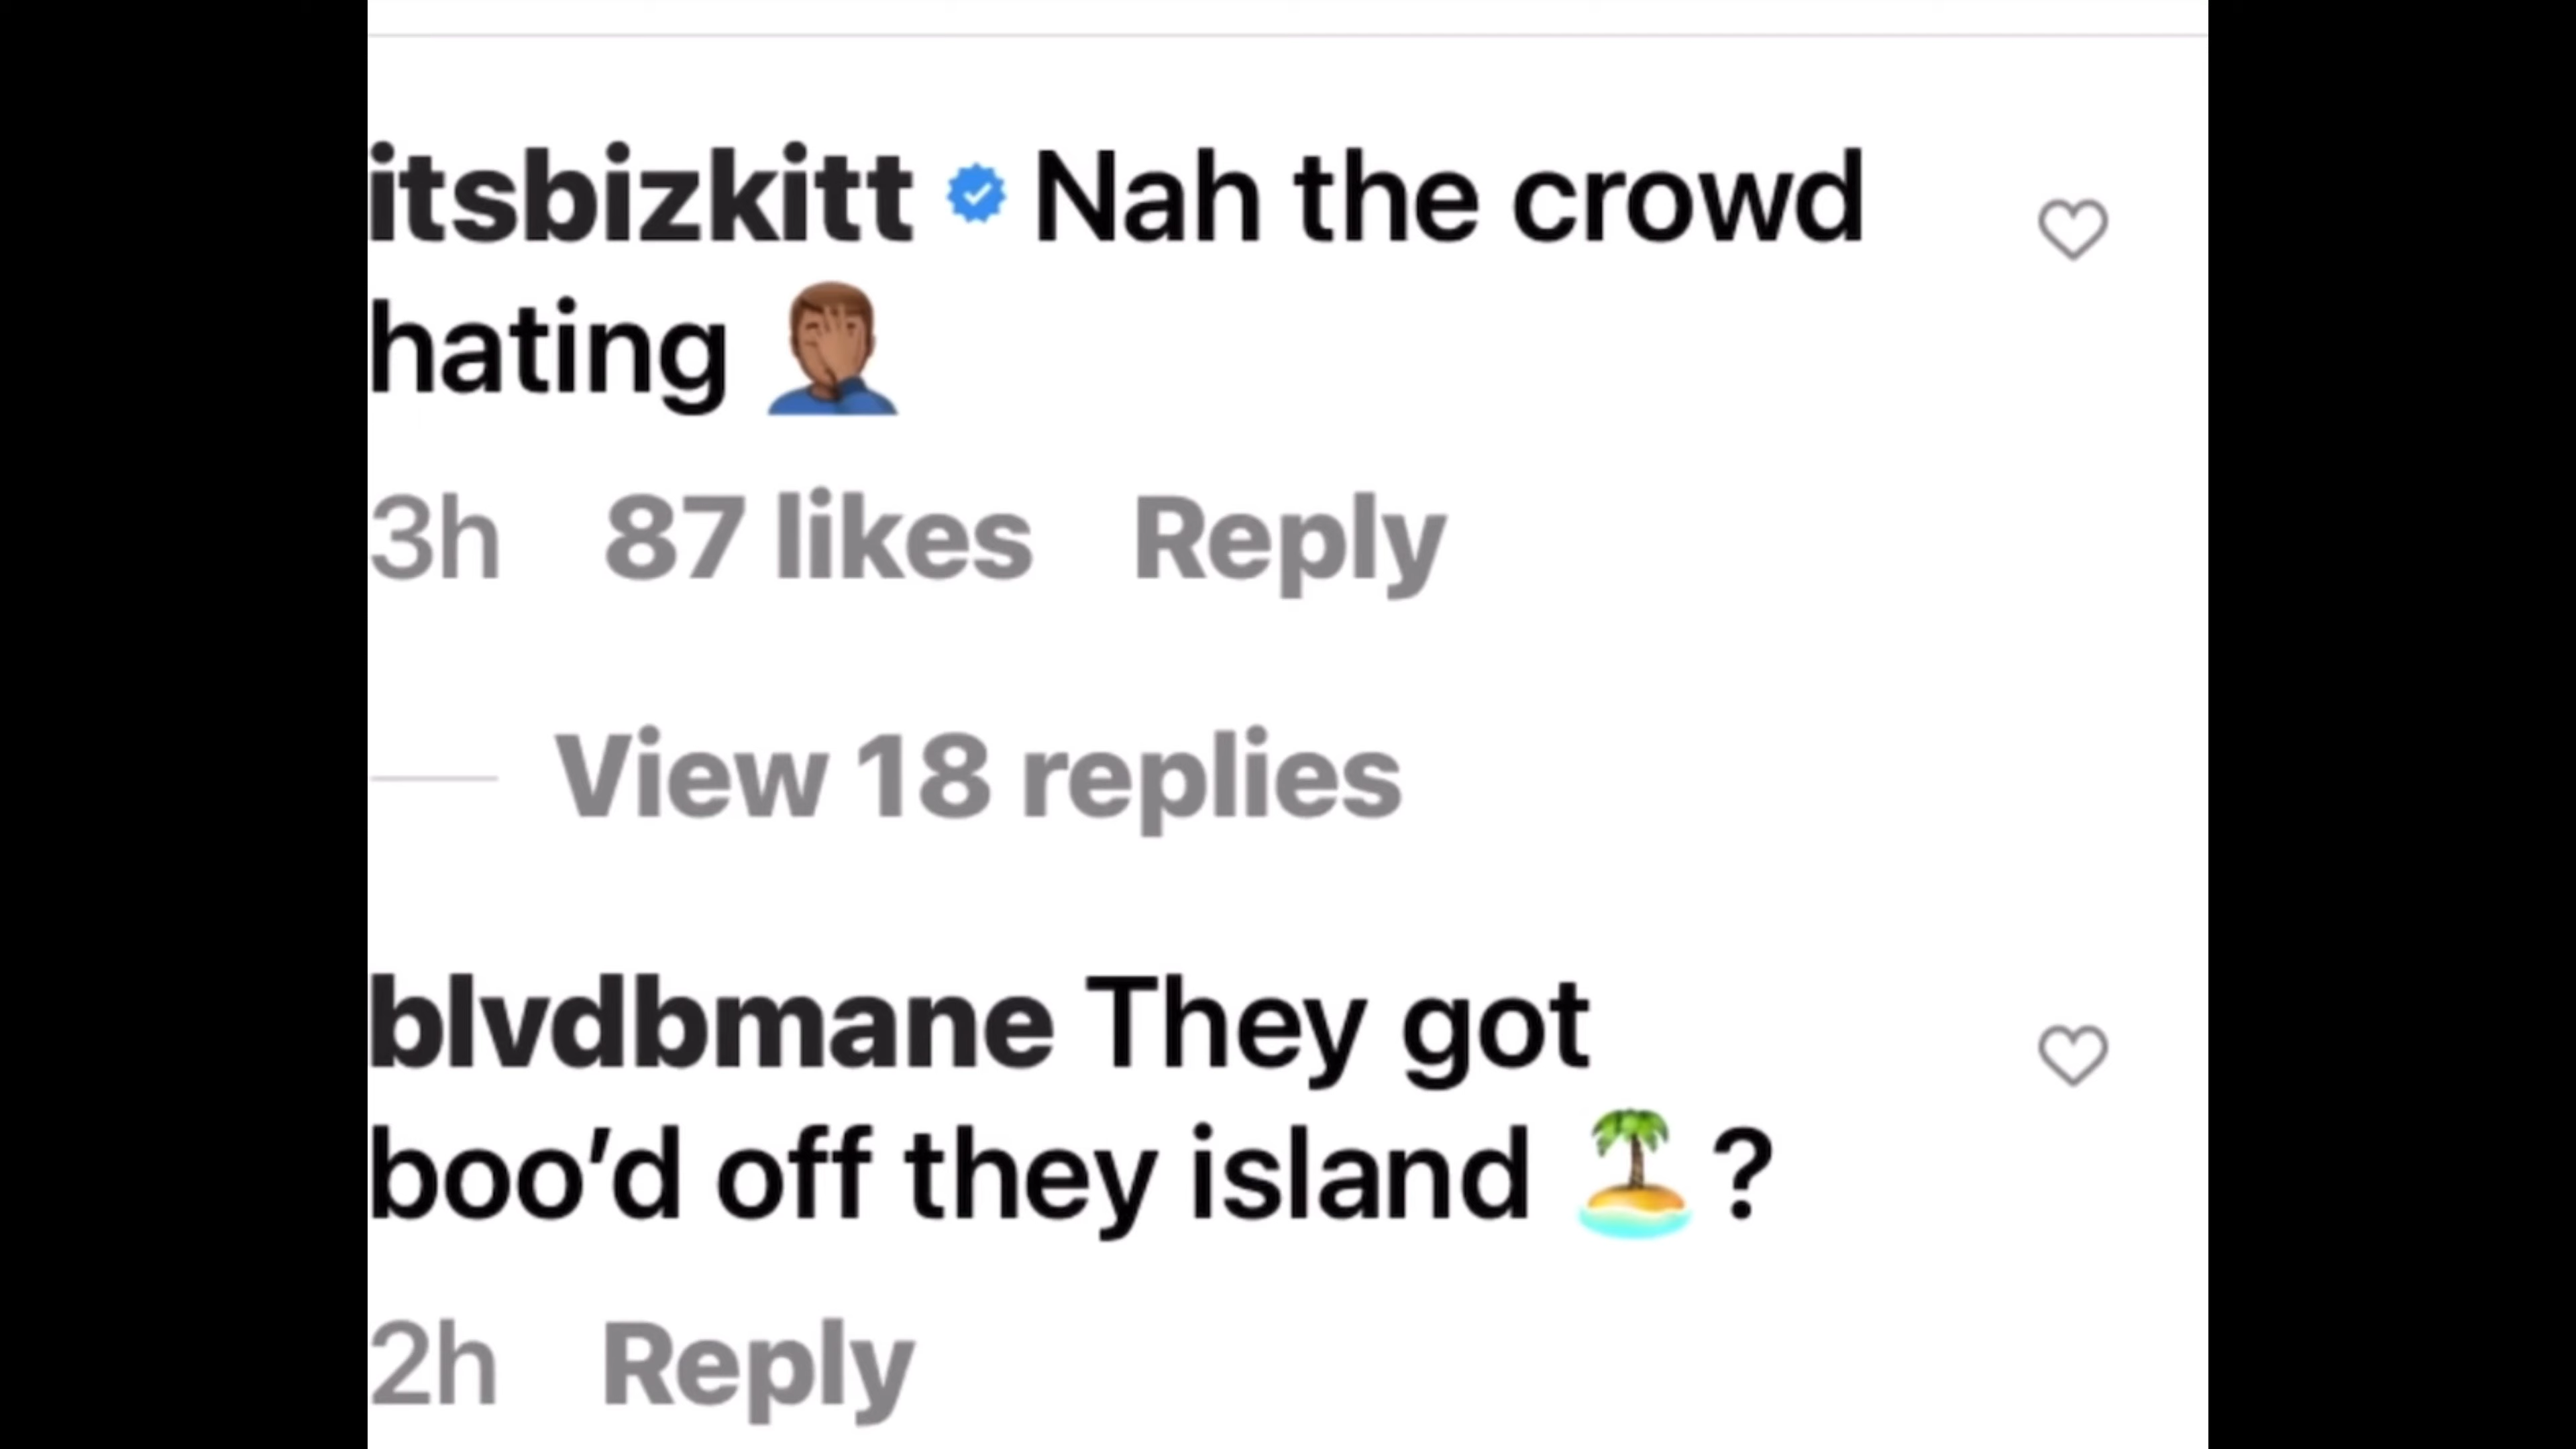 itsbizkitt Nah the crowd
hating 🤦🏽‍♂️
3h 87 likes Reply
View 18 replies
blvdbmane They got
boo’d off they island 🏝️?
2h Reply